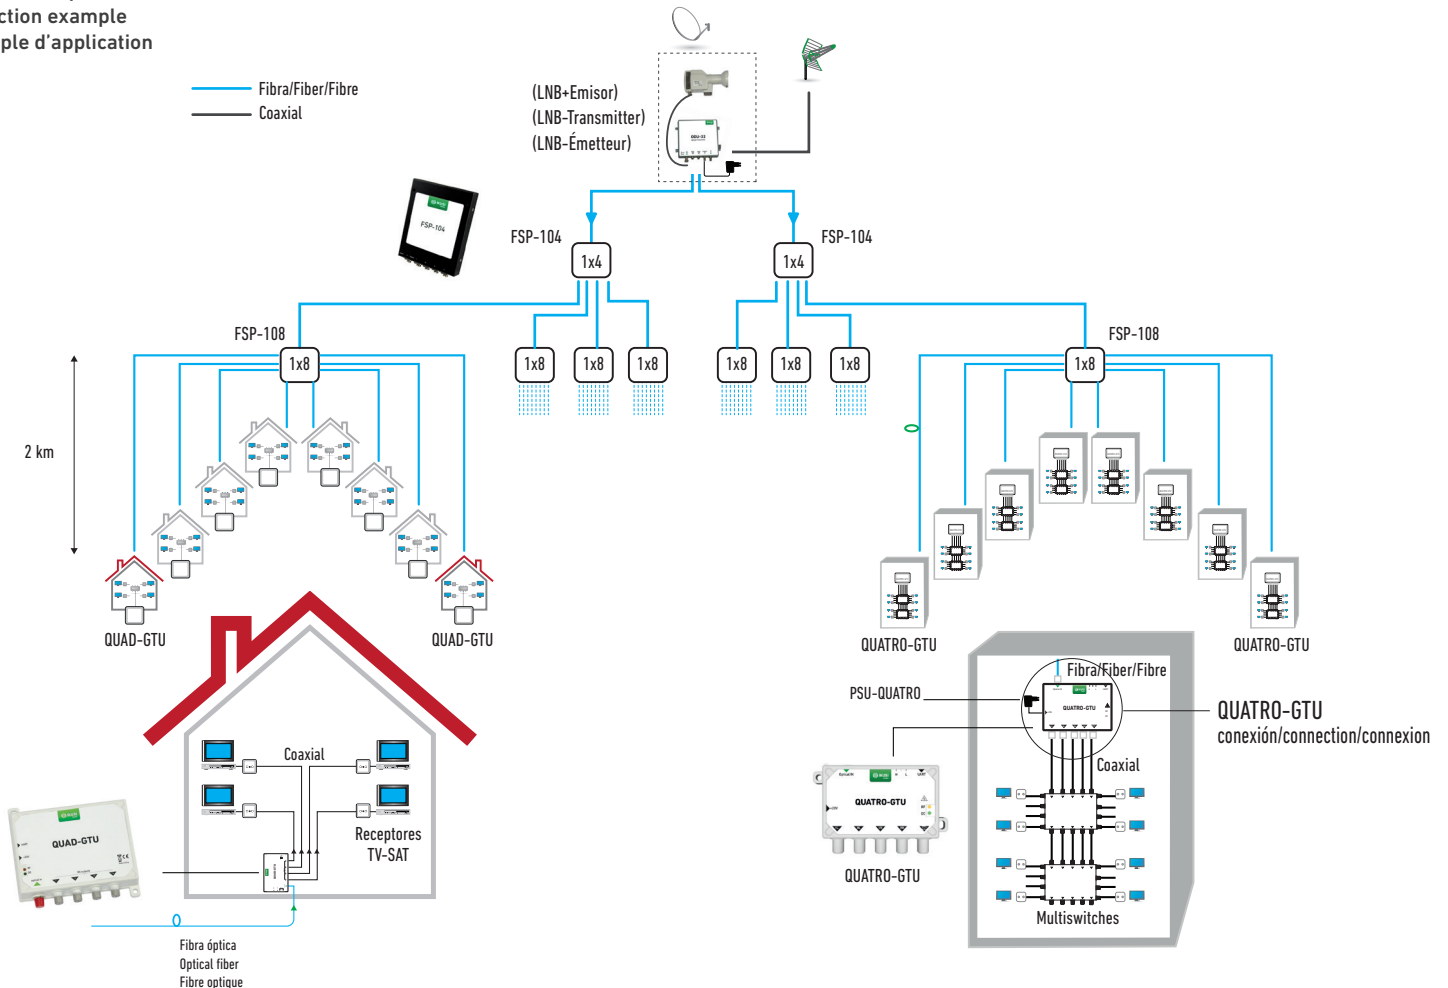 ction example
ple d'application
Fibra/Fiber/Fibre
Coaxial
(LNB+Emisor)
(LNB-Transmitter)
(LNB-Émetteur)
FSP-104
FSP-104
FSP-104
1x4
1x4
FSP-108
FSP-108
1x8
1x8
1x8
1x8
1x8
1x8
1x8
1x8
2 km
QUAD-GTU
QUAD-GTU
QUATRO-GTU
QUATRO-GTU
Fibra/Fiber/Fibre
PSU-QUATRO
QUATRO-GTU
QUATRO-GTU
conexión/connection/connexion
Coaxial
Coaxial
QUATRO-GTU
QUAD-GTU
Receptores
TV-SAT
QUATRO-GTU
Multiswitches
Fibra óptica
Optical fiber
Fibre optique